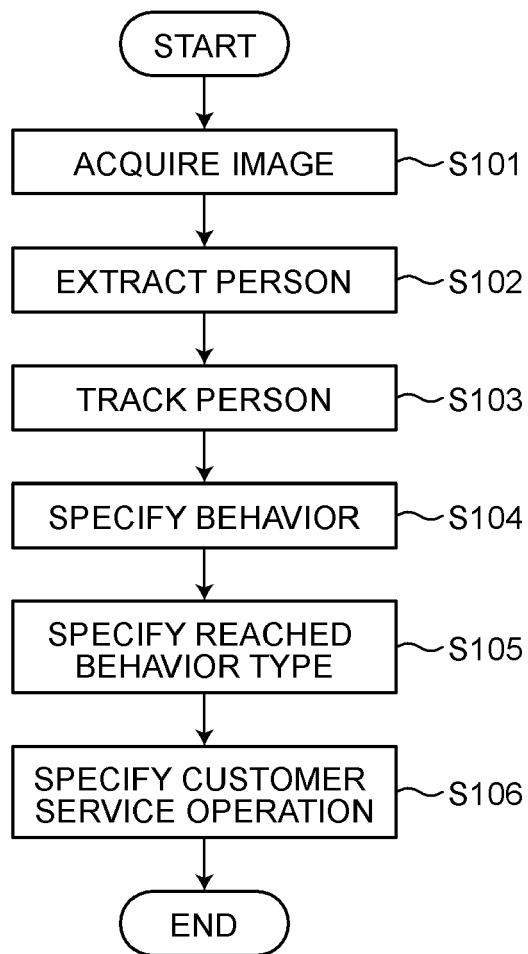 START
ACQUIRE IMAGE
S101
EXTRACT PERSON
S102
TRACK PERSON
S103
SPECIFY BEHAVIOR
S104
SPECIFY REACHED
BEHAVIOR TYPE
S105
SPECIFY CUSTOMER
SERVICE OPERATION
S106
END